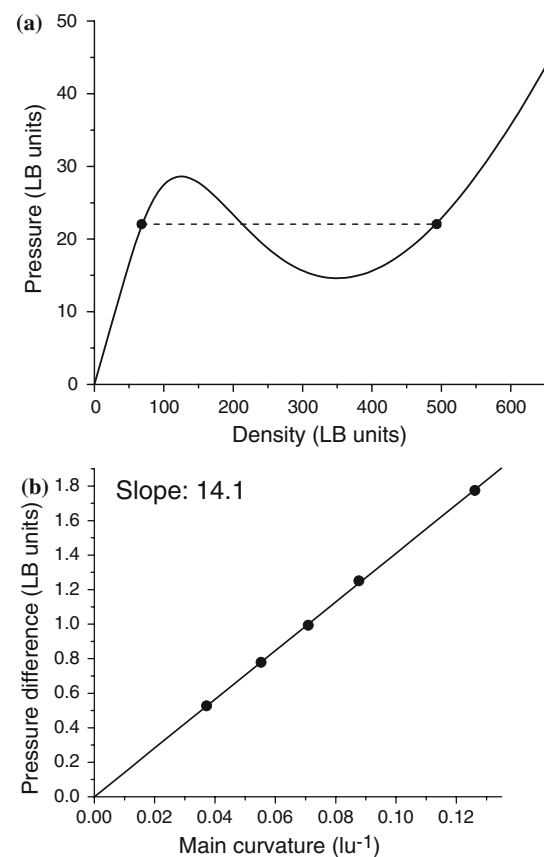 (a)
50
40
30
20
10
0
Pressure (LB units)
0 100 200 300 400 500 600
Density (LB units)
(b)
Slope: 14.1
1.8
1.6
1.4
1.2
1.0
0.8
0.6
0.4
0.2
0.0
Pressure difference (LB units)
0.00 0.02 0.04 0.06 0.08 0.10 0.12
Main curvature (lu-1)